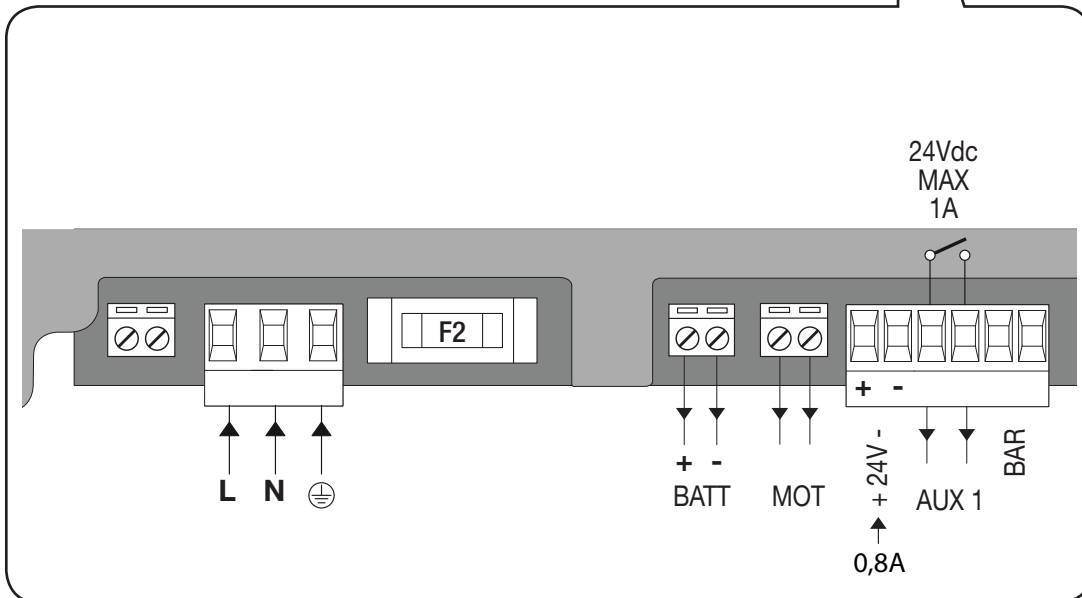 24Vdc
MAX
1A
F2
+ -
L N
+ -
BATT
MOT
+ 24V -
AUX 1
BAR
0,8A